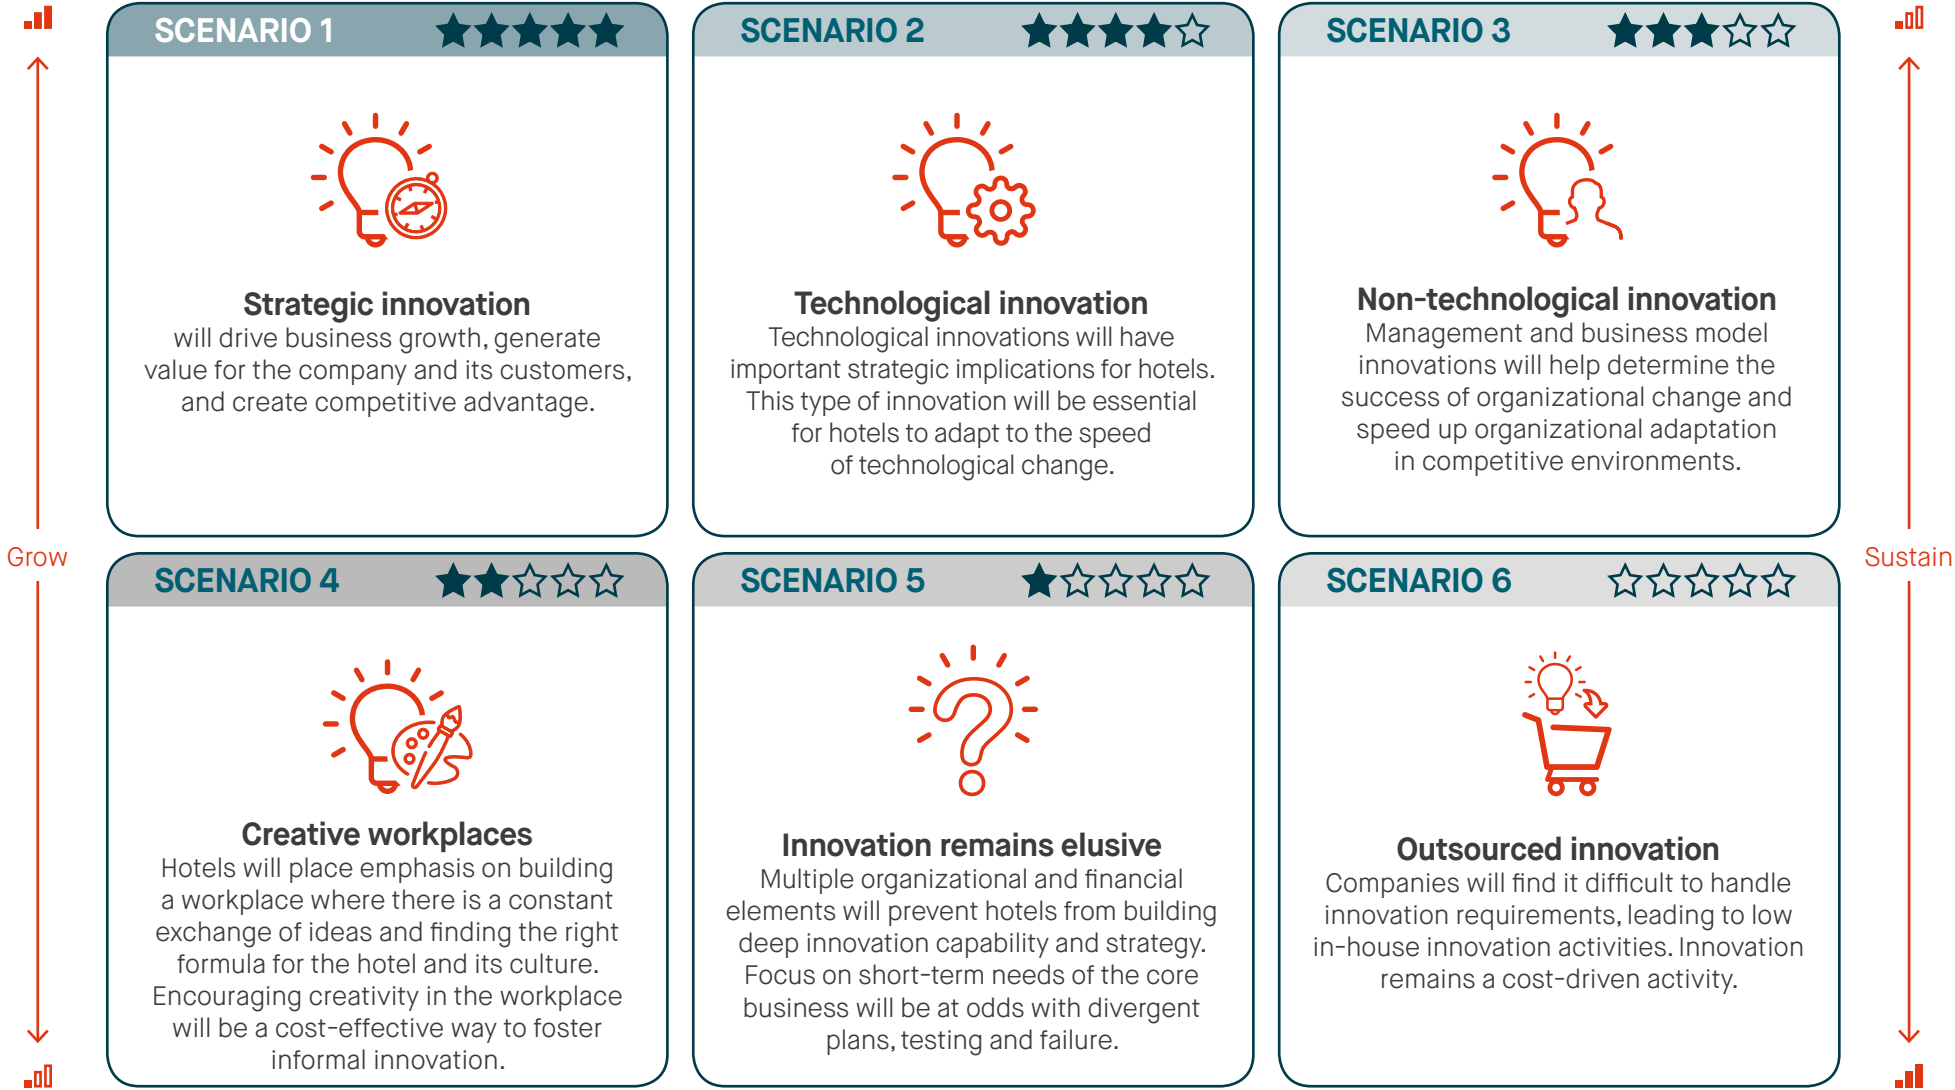 SCENARIO 1
Strategic innovation
will drive business growth, generate
value for the company and its customers,
and create competitive advantage.
SCENARIO 2
Technological innovation
Technological innovations will have
important strategic implications for hotels.
This type of innovation will be essential
for hotels to adapt to the speed
of technological change.
SCENARIO 3
Non-technological innovation
Management and business model
innovations will help determine the
success of organizational change and
speed up organizational adaptation
in competitive environments.
Grow
Sustain
SCENARIO 4
Creative workplaces
Hotels will place emphasis on building
a workplace where there is a constant
exchange of ideas and finding the right
formula for the hotel and its culture.
Encouraging creativity in the workplace
will be a cost-effective way to foster
informal innovation.
SCENARIO 5
Innovation remains elusive
Multiple organizational and financial
elements will prevent hotels from building
deep innovation capability and strategy.
Focus on short-term needs of the core
business will be at odds with divergent
plans, testing and failure.
SCENARIO 6
Outsourced innovation
Companies will find it difficult to handle
innovation requirements, leading to low
in-house innovation activities. Innovation
remains a cost-driven activity.